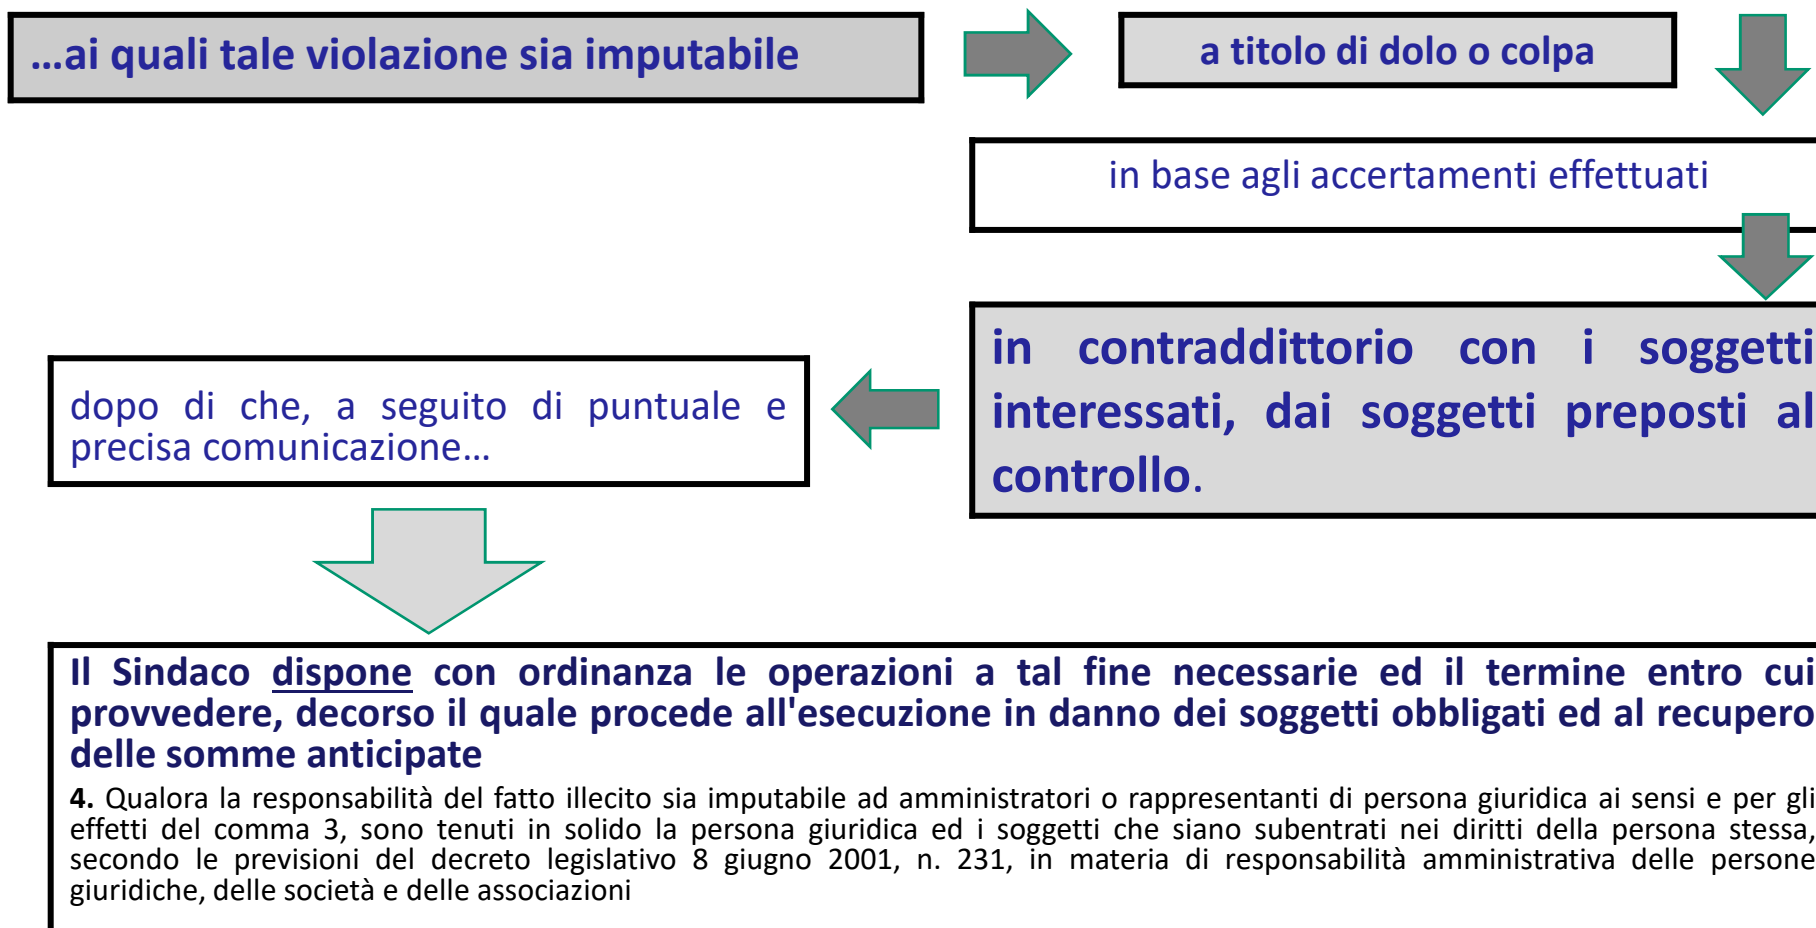 …ai quali tale violazione sia imputabile
a titolo di dolo o colpa
in base agli accertamenti effettuati
in contraddittorio con i soggetti
interessati, dai soggetti preposti al
controllo.
dopo di che, a seguito di puntuale e
precisa comunicazione…
Il Sindaco dispone con ordinanza le operazioni a tal fine necessarie ed il termine entro cui
provvedere, decorso il quale procede all'esecuzione in danno dei soggetti obbligati ed al recupero
delle somme anticipate
4. Qualora la responsabilità del fatto illecito sia imputabile ad amministratori o rappresentanti di persona giuridica ai sensi e per gli
effetti del comma 3, sono tenuti in solido la persona giuridica ed i soggetti che siano subentrati nei diritti della persona stessa,
secondo le previsioni del decreto legislativo 8 giugno 2001, n. 231, in materia di responsabilità amministrativa delle persone
giuridiche, delle società e delle associazioni